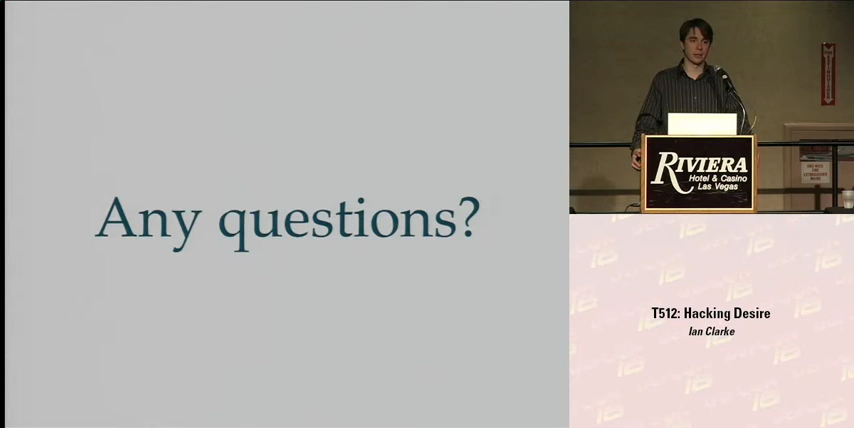 Any questions?
RIVIERA
Hotel & Casino
Las Vegas
T512: Hacking Desire
Ian Clarke